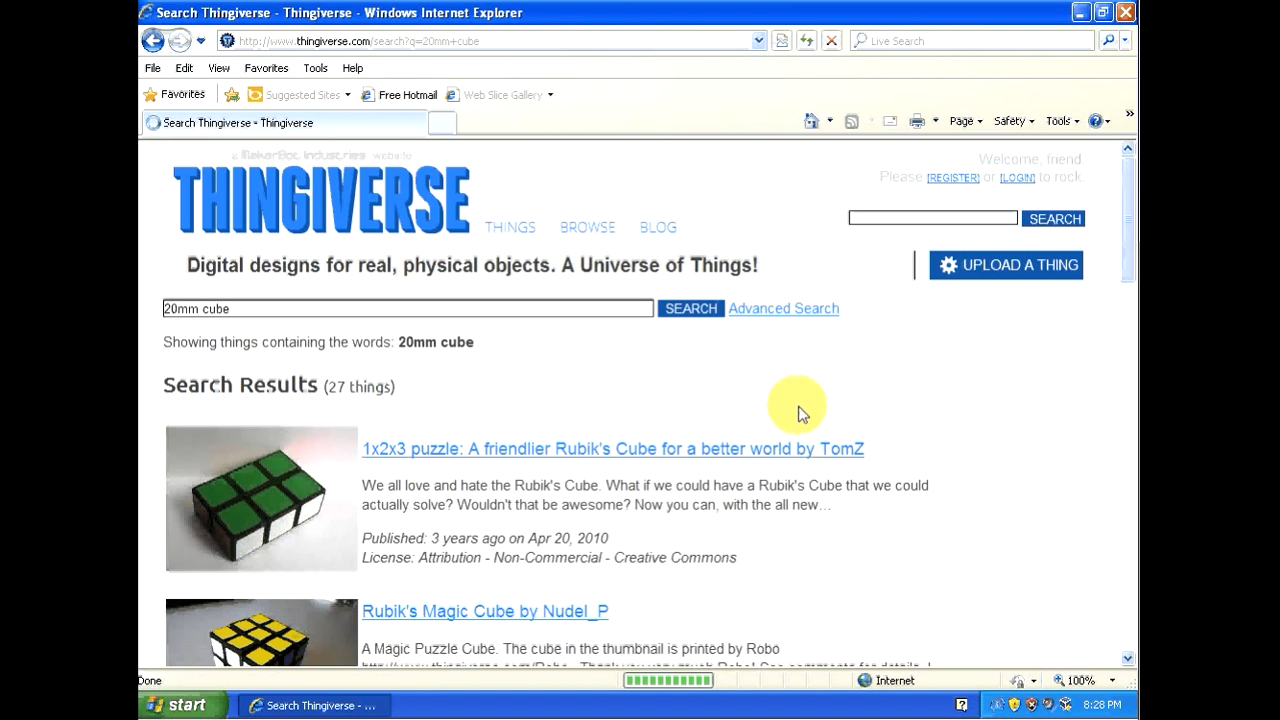 Search Thingiverse - Thingiverse - Windows Internet Explorer
http://www.thingiverse.com/search?q=20mm+cube
Live Search
File Edit View Favorites Tools Help
Favorites Suggested Sites Free Hotmail Web Slice Gallery
Search Thingiverse - Thingiverse
Page Safety Tools
a MakerBot Industries website
Welcome, friend.
Please [REGISTER] or [LOGIN] to rock.
THINGIVERSE THINGS BROWSE BLOG
SEARCH
Digital designs for real, physical objects. A Universe of Things!
UPLOAD A THING
20mm cube SEARCH Advanced Search
Showing things containing the words: 20mm cube
Search Results (27 things)
1x2x3 puzzle: A friendlier Rubik's Cube for a better world by TomZ
We all love and hate the Rubik's Cube. What if we could have a Rubik's Cube that we could
actually solve? Wouldn't that be awesome? Now you can, with the all new...
Published: 3 years ago on Apr 20, 2010
License: Attribution - Non-Commercial - Creative Commons
Rubik's Magic Cube by Nudel_P
A Magic Puzzle Cube. The cube in the thumbnail is printed by Robo
Done Internet 100%
start Search Thingiverse - ... 8:28 PM